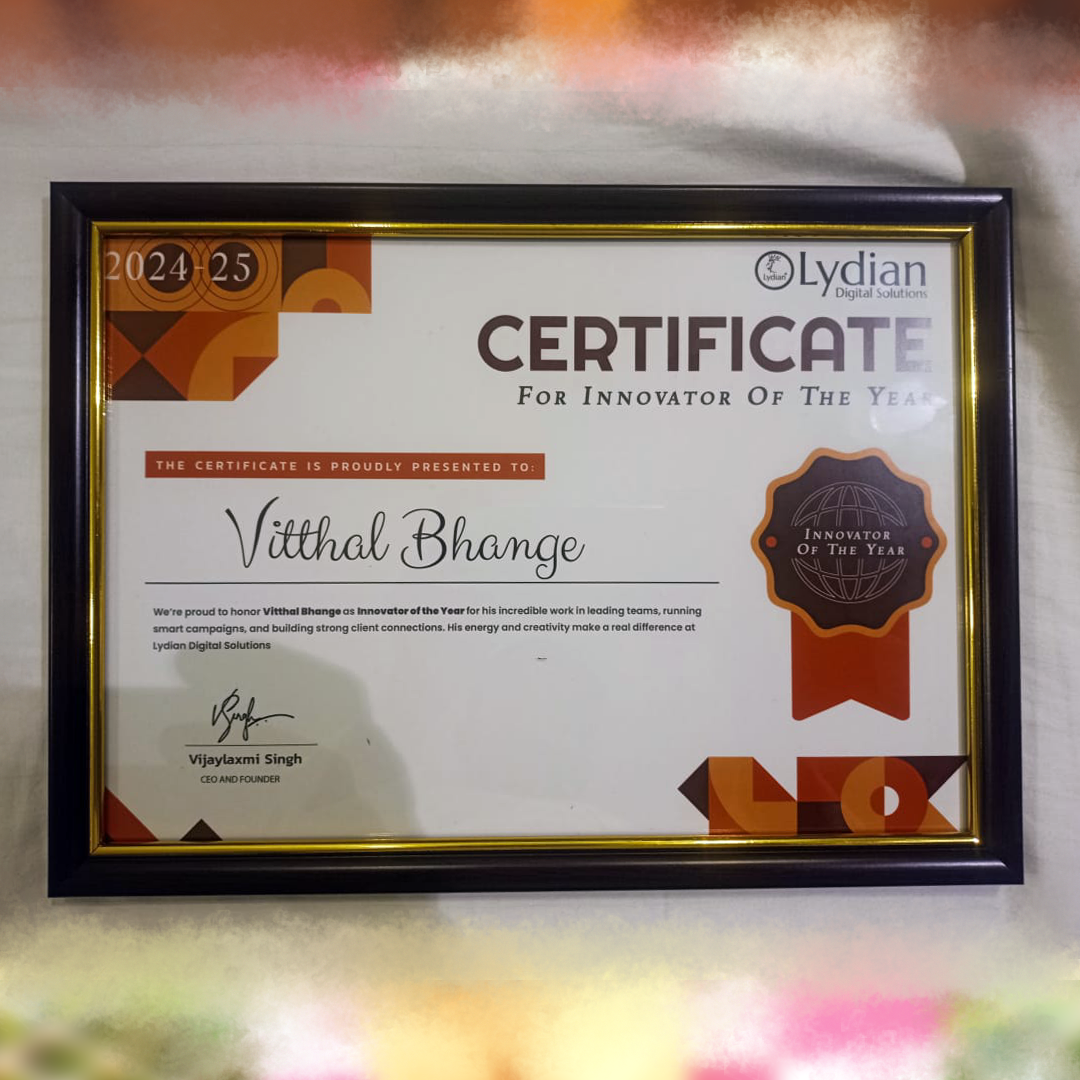 2024-25
Lydian
Lydian
Digital Solutions
CERTIFICATE
FOR INNOVATOR OF THE YEAR
THE CERTIFICATE IS PROUDLY PRESENTED TO:
Vitthal Bhange
We're proud to honor Vitthal Bhange as Innovator of the Year for his incredible work in leading teams, running
smart campaigns, and building strong client connections. His energy and creativity make a real difference at
Lydian Digital Solutions
INNOVATOR
OF THE YEAR
VSingh
Vijaylaxmi Singh
CEO AND FOUNDER